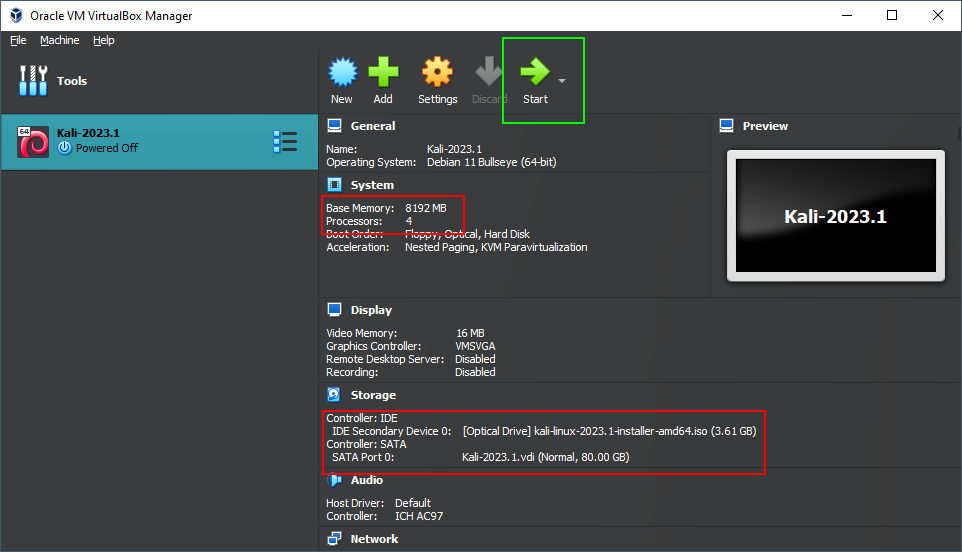 Oracle VM VirtualBox Manager
File Machine Help
Tools
New Add Settings Discard Start
64
Kali-2023.1
Powered Off
General
Name: Kali-2023.1
Operating System: Debian 11 Bullseye (64-bit)
System
Base Memory: 8192 MB
Processors: 4
Boot Order: Floppy, Optical, Hard Disk
Acceleration: Nested Paging, KVM Paravirtualization
Preview
Kali-2023.1
Display
Video Memory: 16 MB
Graphics Controller: VMSVGA
Remote Desktop Server: Disabled
Recording: Disabled
Storage
Controller: IDE
IDE Secondary Device 0: [Optical Drive] kali-linux-2023.1-installer-amd64.iso (3.61 GB)
Controller: SATA
SATA Port 0: Kali-2023.1.vdi (Normal, 80.00 GB)
Audio
Host Driver: Default
Controller: ICH AC97
Network